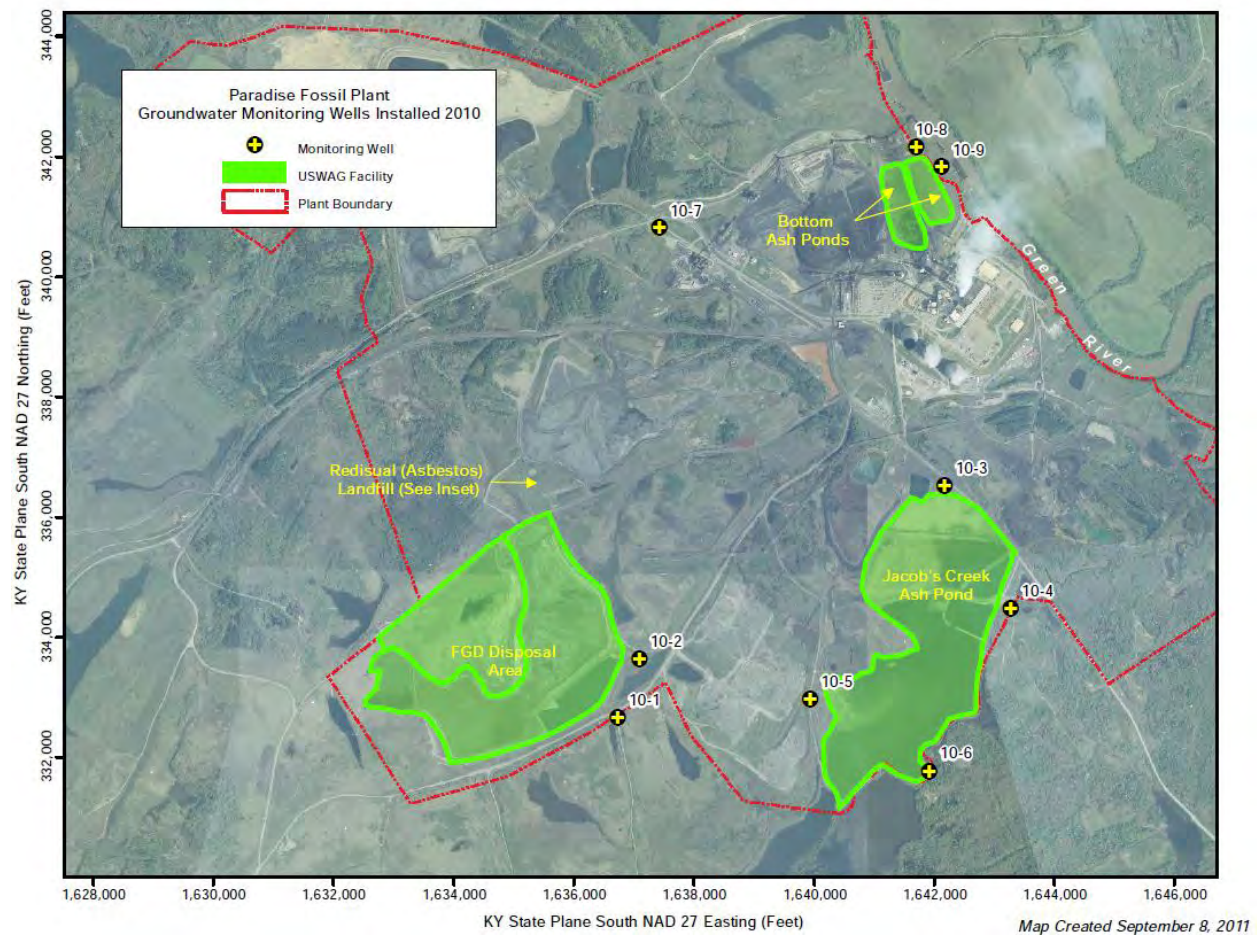 Paradise Fossil Plant
Groundwater Monitoring Wells Installed 2010
Monitoring Well
USWAG Facility
Plant Boundary
10-8
10-9
10-7
Bottom
Ash Ponds
Green
River
Redisual (Asbestos)
Landfill (See Inset)
10-3
Jacob's Creek
Ash Pond
10-4
10-2
FGD Disposal
Area
10-5
10-1
10-6
KY State Plane South NAD 27 Northing (Feet)
344,000
342,000
340,000
338,000
336,000
334,000
332,000
1,628,000 1,630,000 1,632,000 1,634,000 1,636,000 1,638,000 1,640,000 1,642,000 1,644,000 1,646,000
KY State Plane South NAD 27 Easting (Feet)
Map Created September 8, 2011